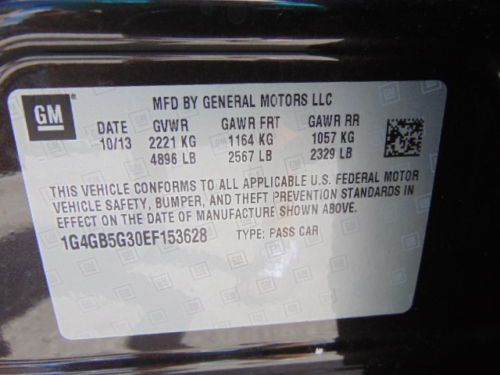 GM
MFD BY GENERAL MOTORS LLC
DATE GVWR GAWR FRT GAWR RR
10/13 2221 KG 1164 KG 1057 KG
4896 LB 2567 LB 2329 LB
THIS VEHICLE CONFORMS TO ALL APPLICABLE U.S. FEDERAL MOTOR
VEHICLE SAFETY, BUMPER, AND THEFT PREVENTION STANDARDS IN
EFFECT ON THE DATE OF MANUFACTURE SHOWN ABOVE.
1G4GB5G30EF153628 TYPE: PASS CAR